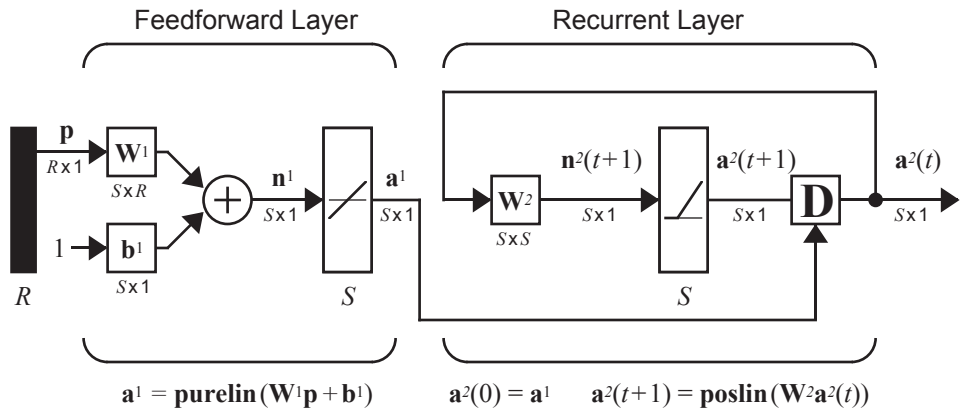 Feedforward Layer
Recurrent Layer
p
R x 1
W¹
S x R
1
b¹
S x 1
R
n¹
S x 1
a¹
S x 1
S
W²
S x S
n²(t+1)
S x 1
a²(t+1)
S x 1
S
D
a²(t)
S x 1
a¹ = purelin(W¹p + b¹)
a²(0) = a¹
a²(t+1) = poslin(W²a²(t))